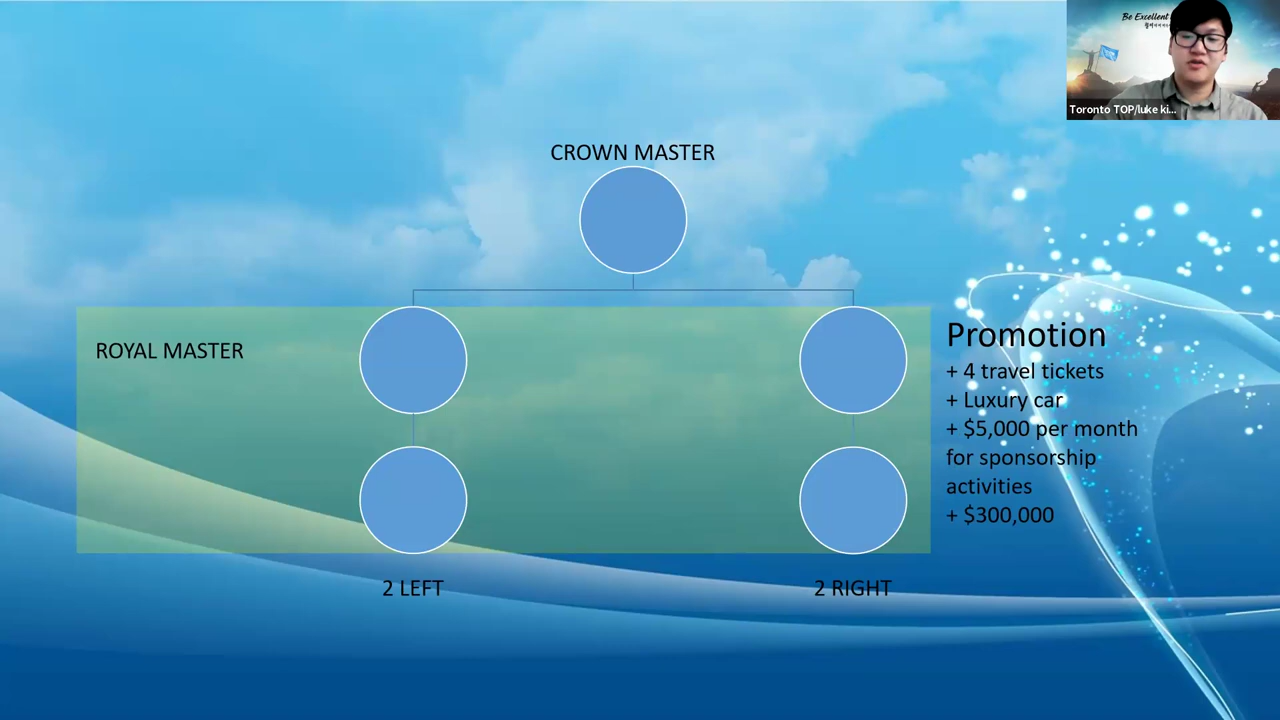 Be Excellent
Toronto TOP/luke ki...
CROWN MASTER
ROYAL MASTER
Promotion
+ 4 travel tickets
+ Luxury car
+ $5,000 per month
for sponsorship
activities
+ $300,000
2 LEFT
2 RIGHT